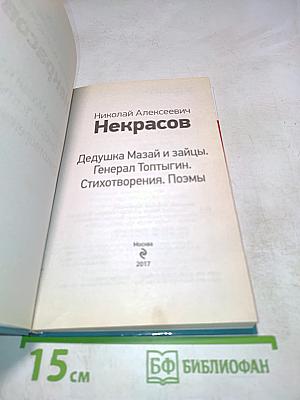 Николай Алексеевич
Некрасов
Дедушка Мазай и зайцы.
Генерал Топтыгин.
Стихотворения. Поэмы
Москва
2017
15 см
БФ БИБЛИОФАН